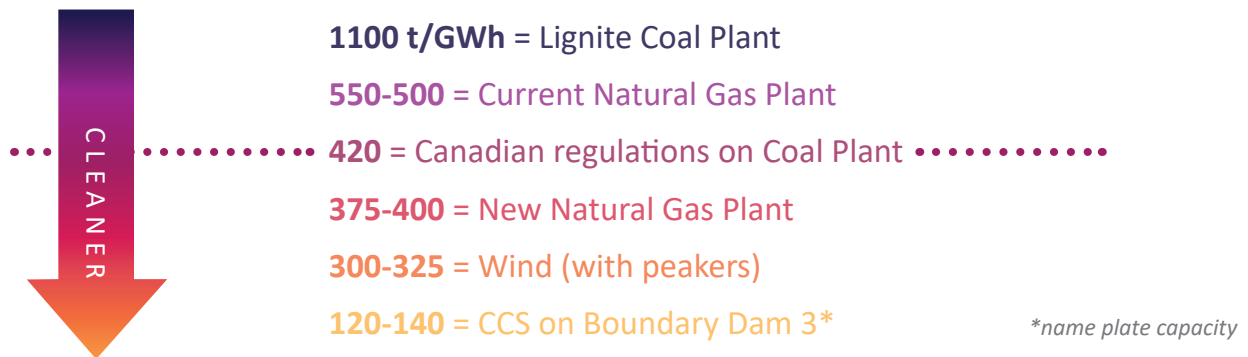 CLEANER
1100 t/GWh = Lignite Coal Plant
550-500 = Current Natural Gas Plant
420 = Canadian regulations on Coal Plant
375-400 = New Natural Gas Plant
300-325 = Wind (with peakers)
120-140 = CCS on Boundary Dam 3*
*name plate capacity